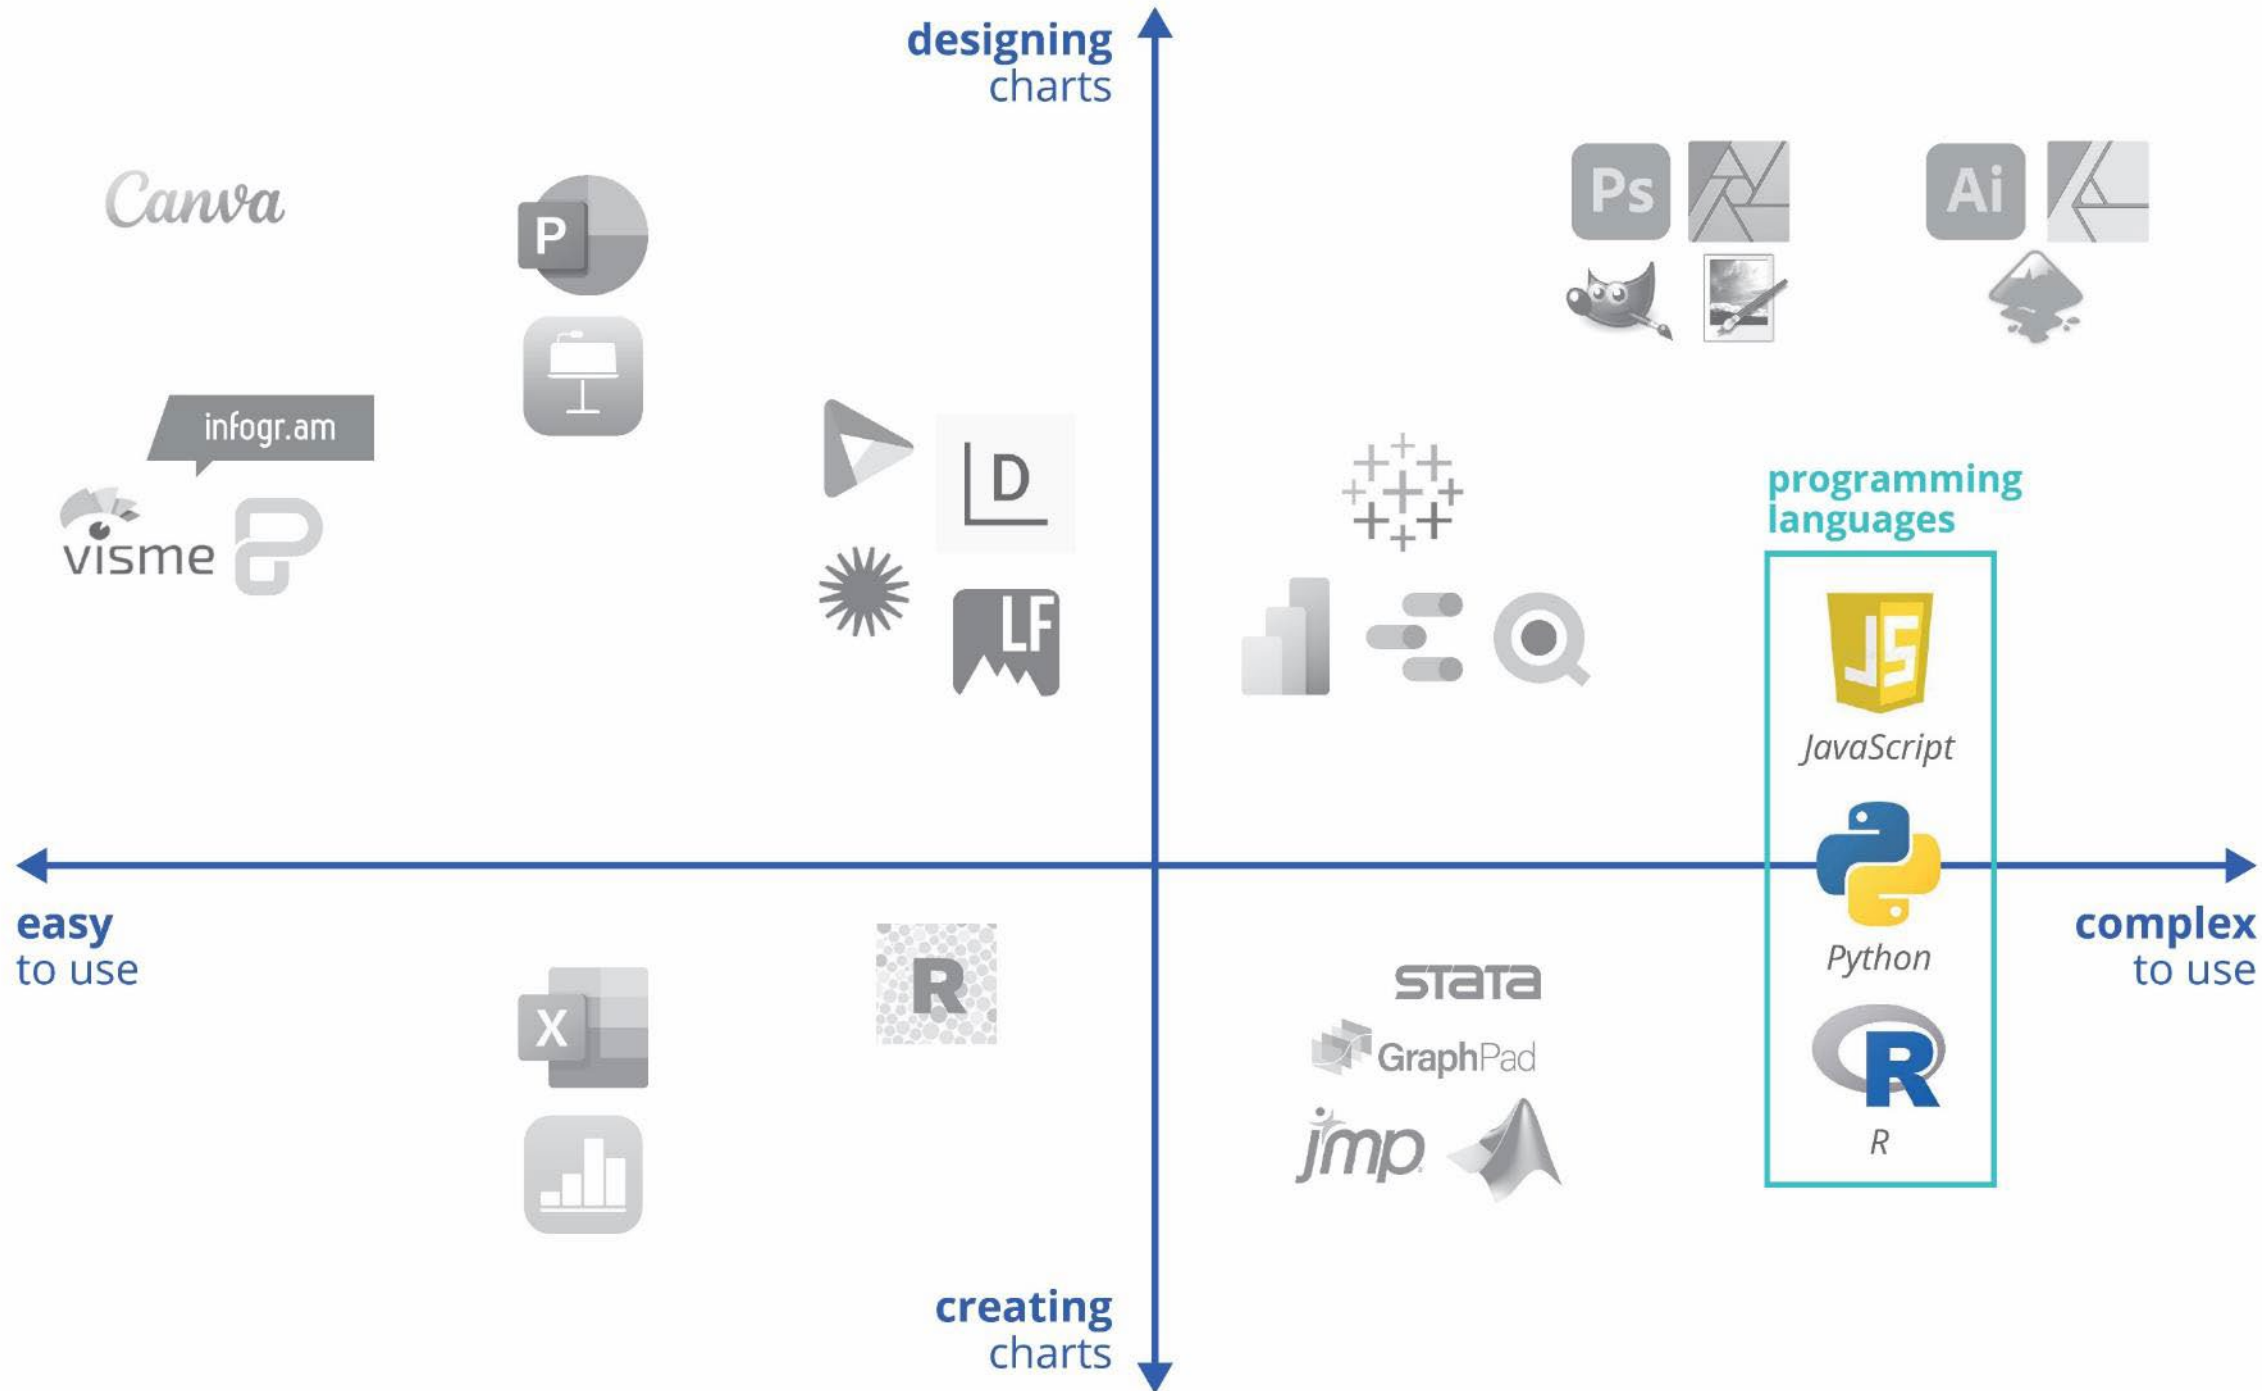 designing
charts
Canva
P
Ps
Ai
infogr.am
D
visme
LF
programming
languages
JS
JavaScript
easy
to use
complex
to use
Python
R
X
STATA
GraphPad
jmp
R
R
creating
charts